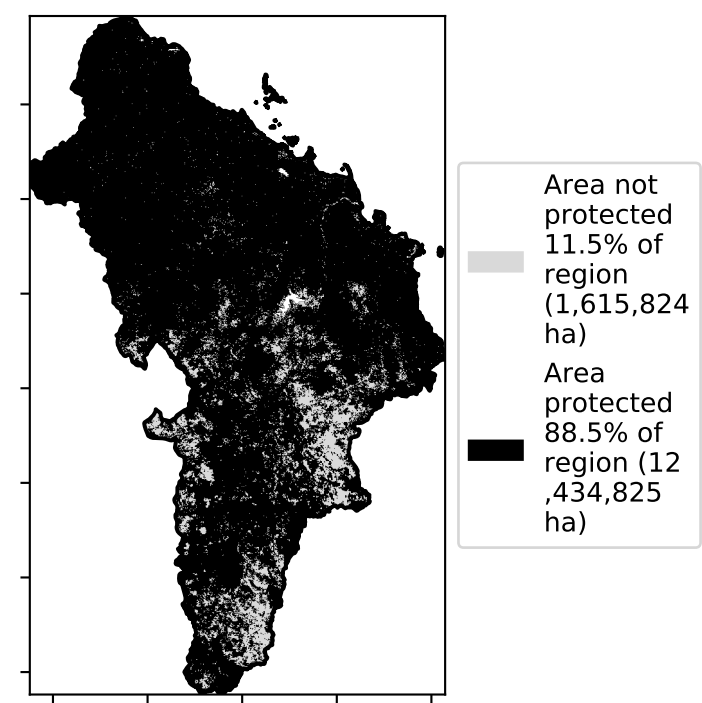 Area not
protected
11.5% of
region
(1,615,824
ha)
Area
protected
88.5% of
region (12
,434,825
ha)